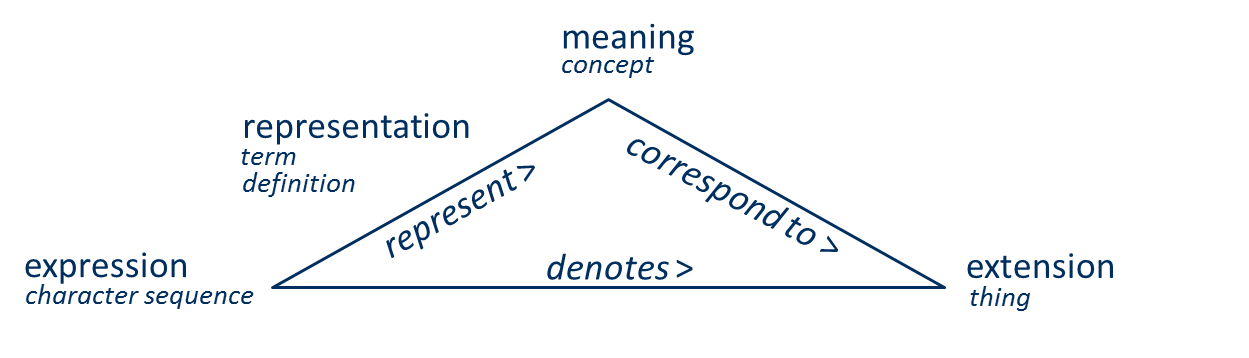 meaning
concept
representation
term
definition
represent >
correspond to >
expression
character sequence
denotes >
extension
thing